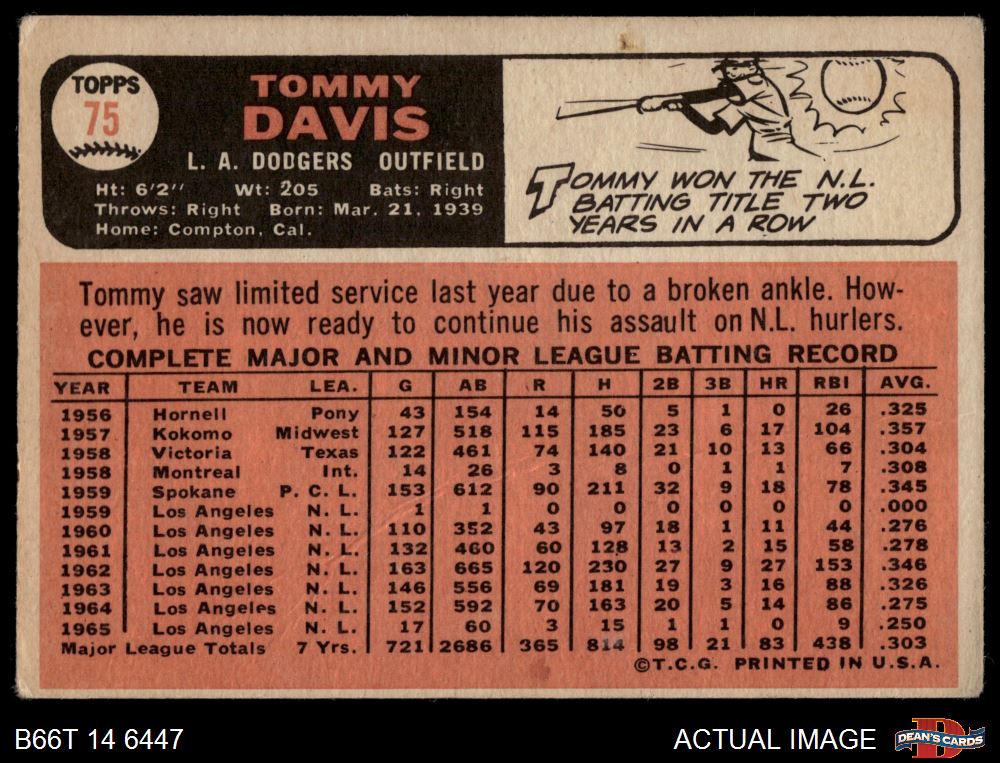 TOPPS
75
TOMMY
DAVIS
L. A. DODGERS OUTFIELD
Ht: 6'2" Wt: 205 Bats: Right
Throws: Right Born: Mar. 21, 1939
Home: Compton, Cal.
TOMMY WON THE N.L.
BATTING TITLE TWO
YEARS IN A ROW
Tommy saw limited service last year due to a broken ankle. How-
ever, he is now ready to continue his assault on N.L. hurlers.
COMPLETE MAJOR AND MINOR LEAGUE BATTING RECORD
YEAR TEAM LEA. G AB R H 2B 3B HR RBI AVG.
1956 Hornell Pony 43 154 14 50 5 1 0 26 .325
1957 Kokomo Midwest 127 518 115 185 23 6 17 104 .357
1958 Victoria Texas 122 461 74 140 21 10 13 66 .304
1958 Montreal Int. 14 26 3 8 0 1 1 7 .308
1959 Spokane P. C. L. 153 612 90 211 32 9 18 78 .345
1959 Los Angeles N. L. 1 1 0 0 0 0 0 0 .000
1960 Los Angeles N. L. 110 352 43 97 18 1 11 44 .276
1961 Los Angeles N. L. 132 460 60 128 13 2 15 58 .278
1962 Los Angeles N. L. 163 665 120 230 27 9 27 153 .346
1963 Los Angeles N. L. 146 556 69 181 19 3 16 88 .326
1964 Los Angeles N. L. 152 592 70 163 20 5 14 86 .275
1965 Los Angeles N. L. 17 60 3 15 1 1 0 9 .250
Major League Totals 7 Yrs. 721 2686 365 814 98 21 83 438 .303
©T.C.G. PRINTED IN U.S.A.
B66T 14 6447
ACTUAL IMAGE
DEAN'S CARDS